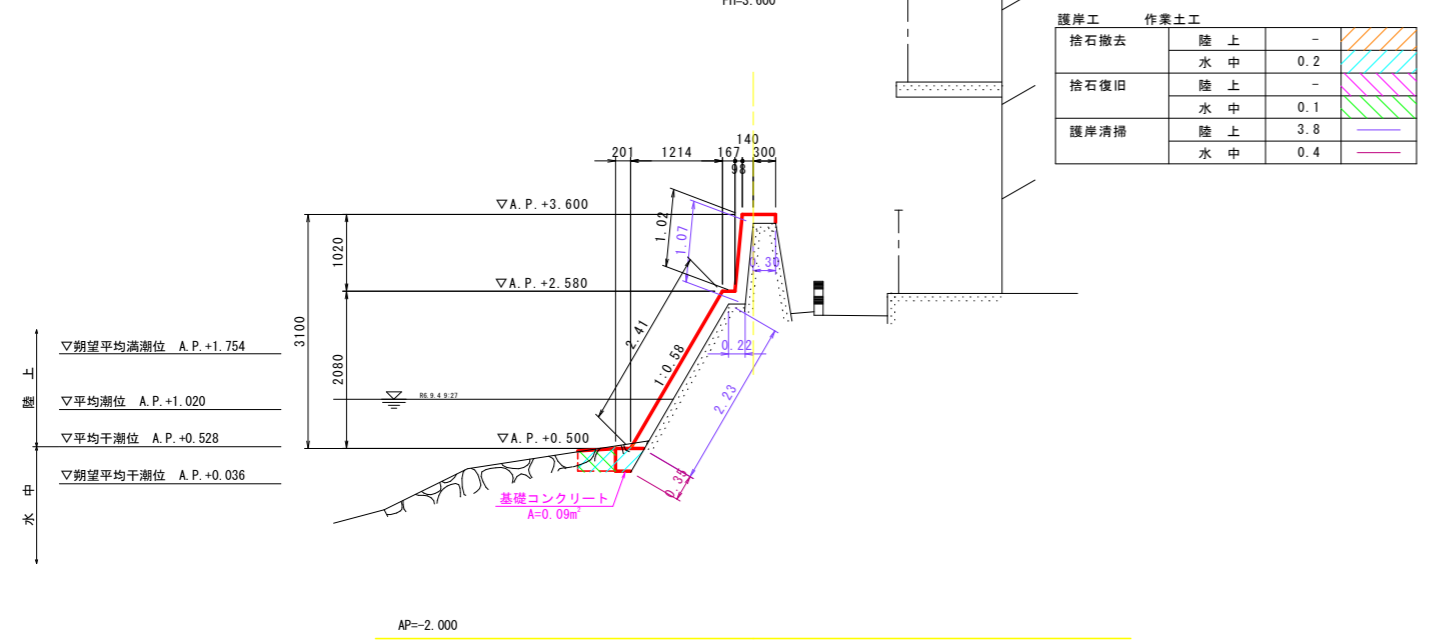 FH=3.600
護岸工 作業土工
捨石撤去 陸上 -
水中 0.2
捨石復旧 陸上 -
水中 0.1
護岸清掃 陸上 3.8
水中 0.4
140
201 1214 167 300
98
▽A.P.+3.600
1.02
1.07
0.30
1020
▽A.P.+2.580
3100
2.41
▽朔望平均満潮位 A.P.+1.754
0.22
1:0.58
2080
陸上
R6.9.4 9:27
2.23
▽平均潮位 A.P.+1.020
▽平均干潮位 A.P.+0.528
▽A.P.+0.500
▽朔望平均干潮位 A.P.+0.036
0.35
水中
基礎コンクリート
A=0.09m²
AP=-2.000